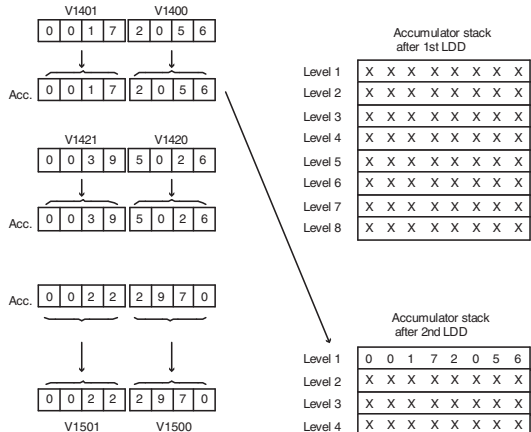 V1401 V1400
0 0 1 7 2 0 5 6
Acc. 0 0 1 7 2 0 5 6
V1421 V1420
0 0 3 9 5 0 2 6
Acc. 0 0 3 9 5 0 2 6
Acc. 0 0 2 2 2 9 7 0
0 0 2 2 2 9 7 0
V1501 V1500
Accumulator stack
after 1st LDD
Level 1 X X X X X X X X
Level 2 X X X X X X X X
Level 3 X X X X X X X X
Level 4 X X X X X X X X
Level 5 X X X X X X X X
Level 6 X X X X X X X X
Level 7 X X X X X X X X
Level 8 X X X X X X X X
Accumulator stack
after 2nd LDD
Level 1 0 0 1 7 2 0 5 6
Level 2 X X X X X X X X
Level 3 X X X X X X X X
Level 4 X X X X X X X X